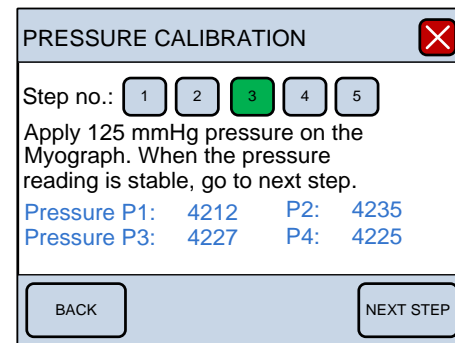 PRESSURE CALIBRATION
Step no.: 1 2 3 4 5
Apply 125 mmHg pressure on the
Myograph. When the pressure
reading is stable, go to next step.
Pressure P1: 4212 P2: 4235
Pressure P3: 4227 P4: 4225
BACK NEXT STEP